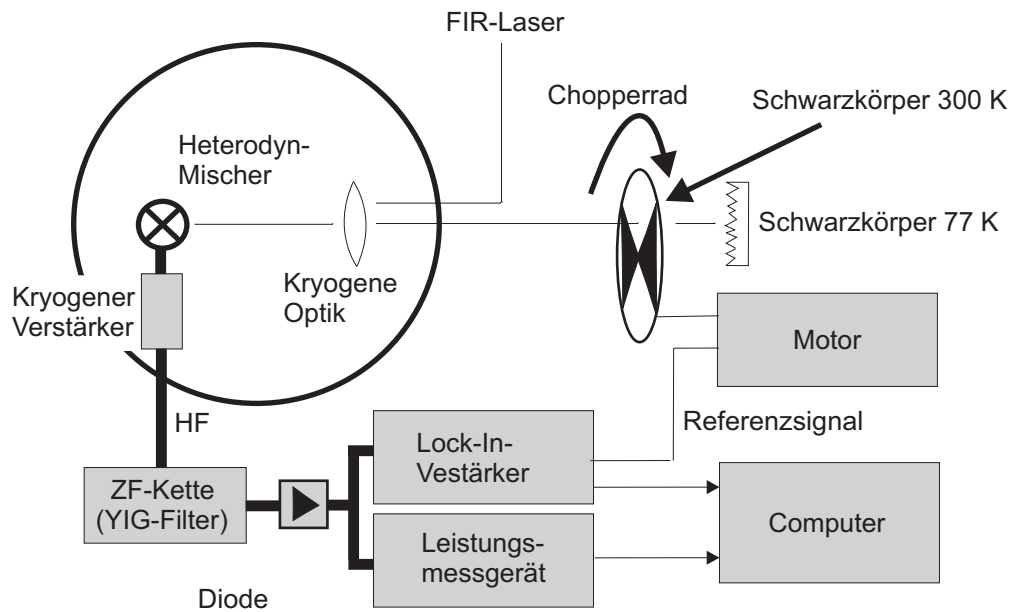 FIR-Laser
Chopperrad
Schwarzkörper 300 K
Heterodyn-
Mischer
Schwarzkörper 77 K
Kryogene
Optik
Kryogener
Verstärker
Motor
HF
Referenzsignal
Lock-In-
Vestärker
ZF-Kette
(YIG-Filter)
Computer
Leistungs-
messgerät
Diode